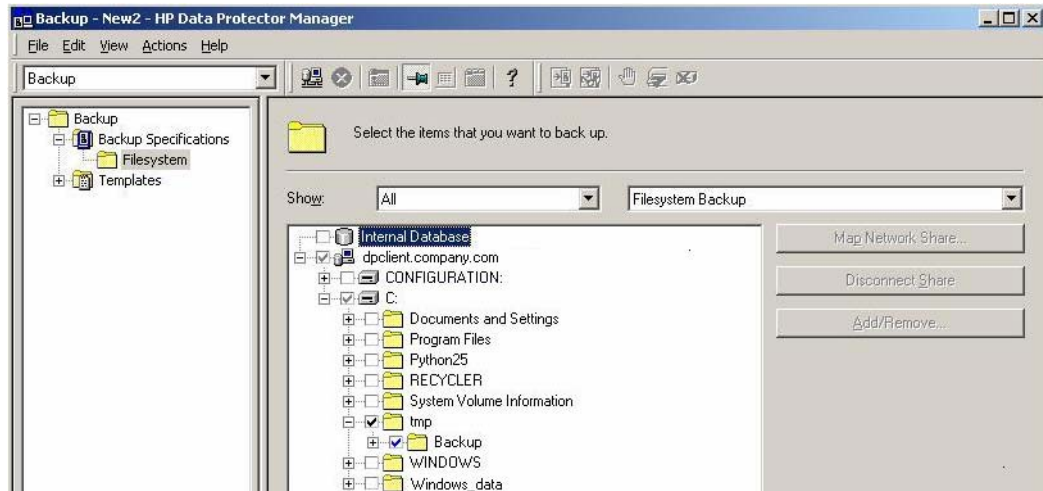 Backup - New2 - HP Data Protector Manager
File Edit View Actions Help
Backup
Backup
Backup Specifications
Filesystem
Templates
Select the items that you want to back up.
Show: All Filesystem Backup
Internal Database
dpclient.company.com
CONFIGURATION:
C:
Documents and Settings
Program Files
Python25
RECYCLER
System Volume Information
tmp
Backup
WINDOWS
Windows_data
Map Network Share...
Disconnect Share
Add/Remove...